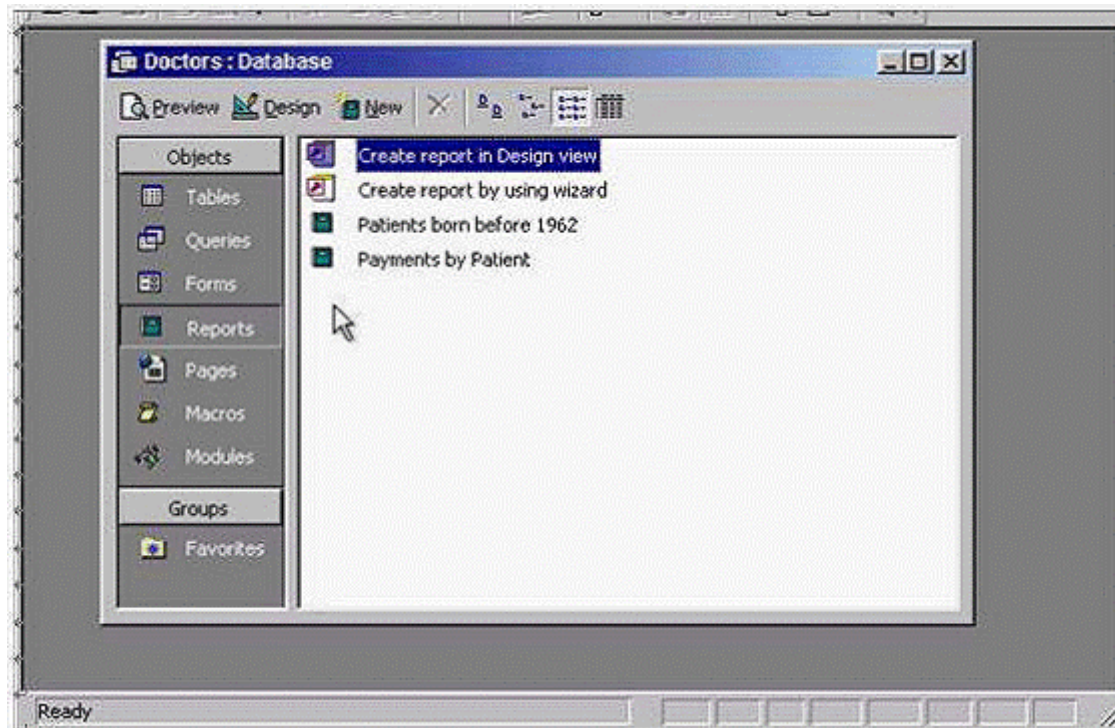 Doctors : Database
Preview Design New
Objects
Tables
Queries
Forms
Reports
Pages
Macros
Modules
Groups
Favorites
Create report in Design view
Create report by using wizard
Patients born before 1962
Payments by Patient
Ready